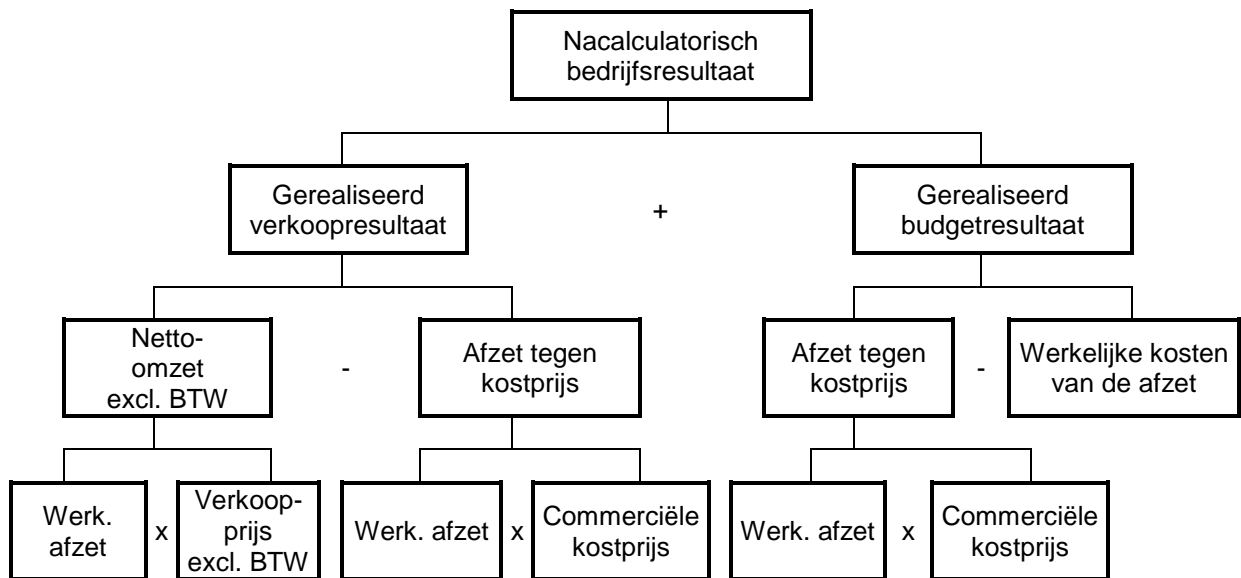 Nacalculatorisch
bedrijfsresultaat
Gerealiseerd
verkoopresultaat
+
Gerealiseerd
budgetresultaat
Netto-
omzet
excl. BTW
-
Afzet tegen
kostprijs
Afzet tegen
kostprijs
-
Werkelijke kosten
van de afzet
Werk.
afzet
x
Verkoop-
prijs
excl. BTW
Werk. afzet
x
Commerciële
kostprijs
Werk. afzet
x
Commerciële
kostprijs